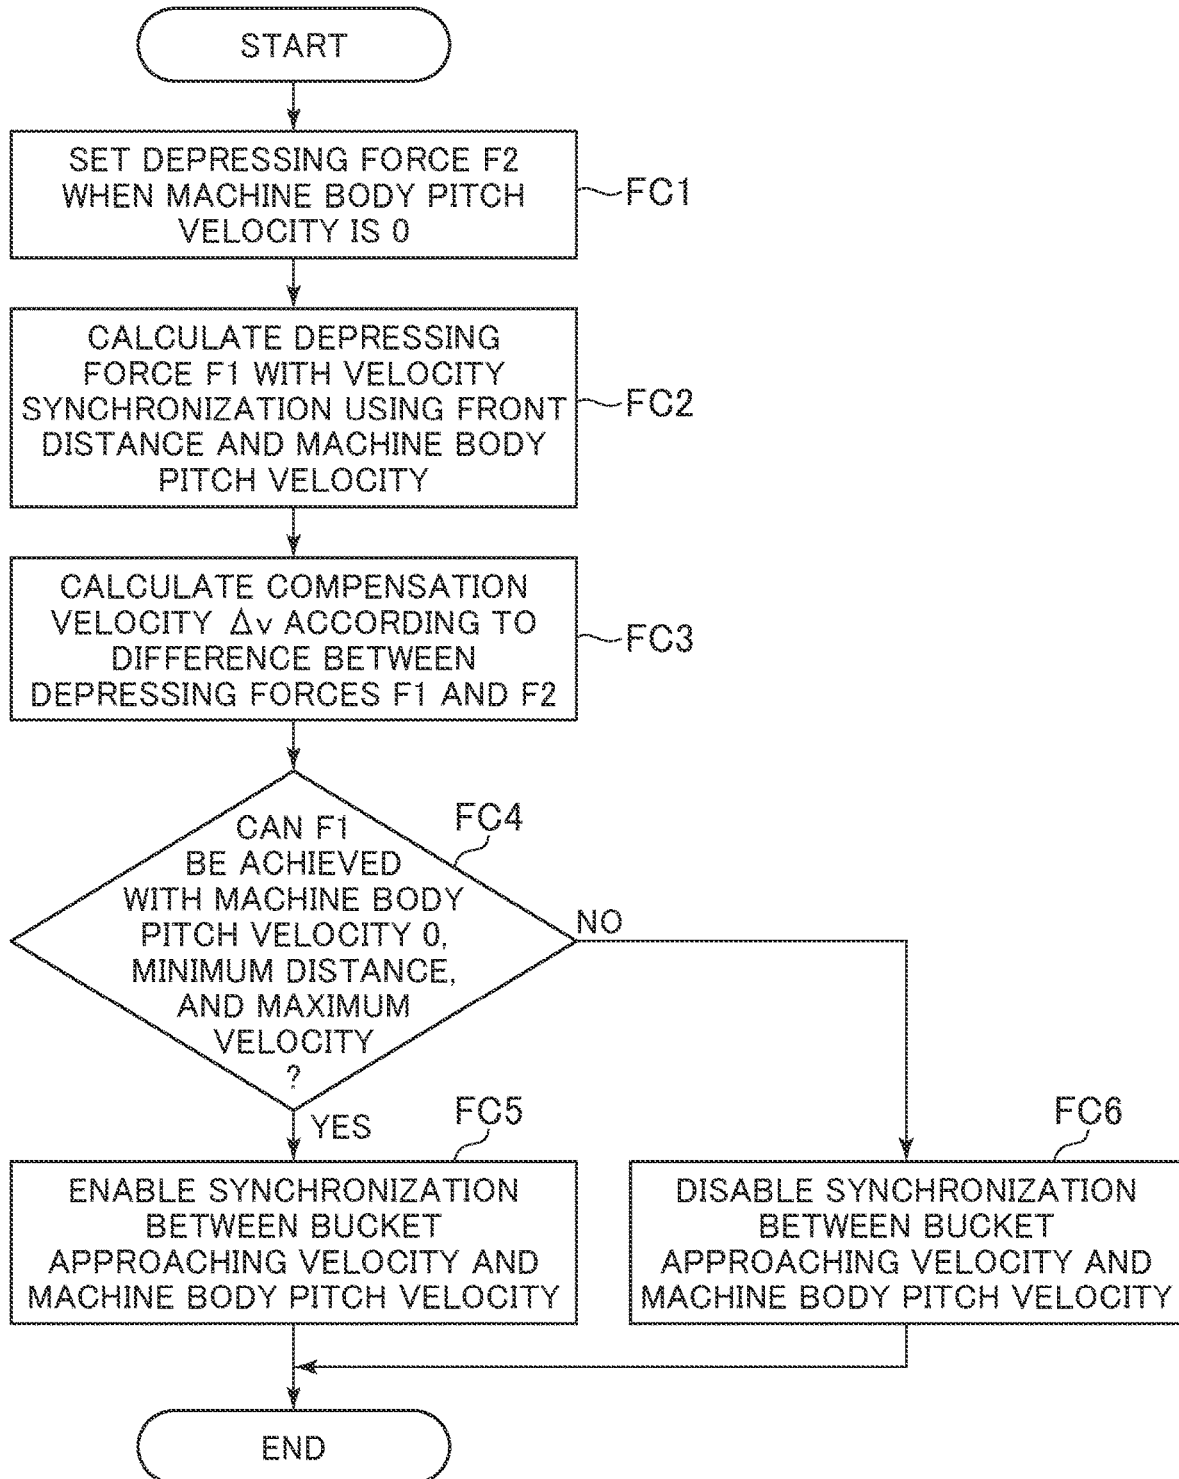 START
SET DEPRESSING FORCE F2
WHEN MACHINE BODY PITCH
VELOCITY IS 0
FC1
CALCULATE DEPRESSING
FORCE F1 WITH VELOCITY
SYNCHRONIZATION USING FRONT
DISTANCE AND MACHINE BODY
PITCH VELOCITY
FC2
CALCULATE COMPENSATION
VELOCITY Δv ACCORDING TO
DIFFERENCE BETWEEN
DEPRESSING FORCES F1 AND F2
FC3
CAN F1
BE ACHIEVED
WITH MACHINE BODY
PITCH VELOCITY 0,
MINIMUM DISTANCE,
AND MAXIMUM
VELOCITY
?
FC4
NO
YES
FC5
ENABLE SYNCHRONIZATION
BETWEEN BUCKET
APPROACHING VELOCITY AND
MACHINE BODY PITCH VELOCITY
FC6
DISABLE SYNCHRONIZATION
BETWEEN BUCKET
APPROACHING VELOCITY AND
MACHINE BODY PITCH VELOCITY
END